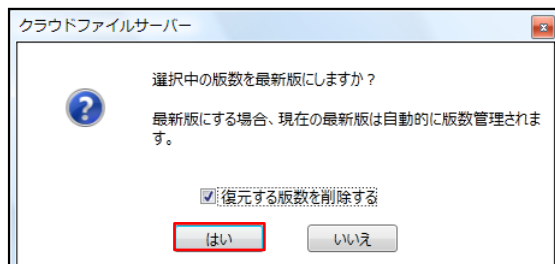 クラウドファイルサーバー
選択中の版数を最新版にしますか？
最新版にする場合、現在の最新版は自動的に版数管理されま
す。
復元する版数を削除する
はい
いいえ